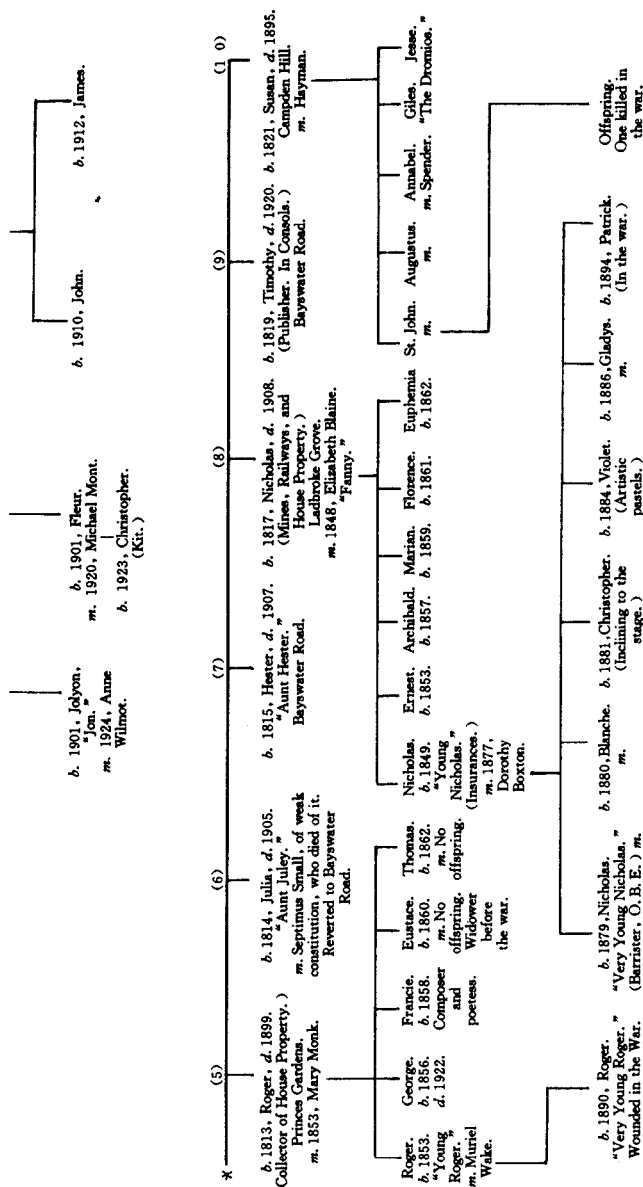 b. 1910, John.
b. 1912, James.
b. 1901, Jolyon,
"Jon."
m. 1924, Anne
Wilmot.
b. 1901, Fleur.
m. 1920, Michael Mont.
b. 1923, Christopher.
(Kit.)
*
(5)
(6)
(7)
(8)
(9)
(1 0)
b. 1813, Roger, d. 1899.
Collector of House Property.)
Princes Gardens.
m. 1853, Mary Monk.
b. 1814, Julia, d. 1905.
"Aunt Juley."
m. Septimus Small, of weak
constitution, who died of it.
Reverted to Bayswater
Road.
b. 1815, Hester, d. 1907.
"Aunt Hester."
Bayswater Road.
b. 1817, Nicholas, d. 1908.
(Mines, Railways, and
House Property.)
Ladbroke Grove.
m. 1848, Elizabeth Blaine.
"Fanny."
b. 1819, Timothy, d. 1920.
(Publisher. In Consols.)
Bayswater Road.
b. 1821, Susan, d. 1895.
Campden Hill.
m. Hayman.
Roger.
b. 1853.
"Young
Roger."
m. Muriel
Wake.
George.
b. 1856.
d. 1922.
Francie.
b. 1858.
Composer
and
poetess.
Eustace.
b. 1860.
m. No
offspring.
Widower
before
the war.
Thomas.
b. 1862.
m. No
offspring.
Nicholas.
b. 1849.
"Young
Nicholas."
(Insurances.)
m. 1877,
Dorothy
Boxton.
Ernest.
b. 1853.
Archibald.
b. 1857.
Marian.
b. 1859.
Florence.
b. 1861.
Euphemia
b. 1862.
St. John.
m.
Augustus.
m.
Annabel.
m. Spender.
Giles. Jesse.
"The Dromios."
b. 1890, Roger.
"Very Young Roger."
Wounded in the War.
b. 1879, Nicholas.
"Very Young Nicholas."
(Barrister, O.B.E.) m.
b. 1880, Blanche.
m.
b. 1881, Christopher.
(Inclining to the
stage.)
b. 1884, Violet.
(Artistic
pastels.)
b. 1886, Gladys.
m.
b. 1894, Patrick.
(In the war.)
Offspring.
One killed in
the war.